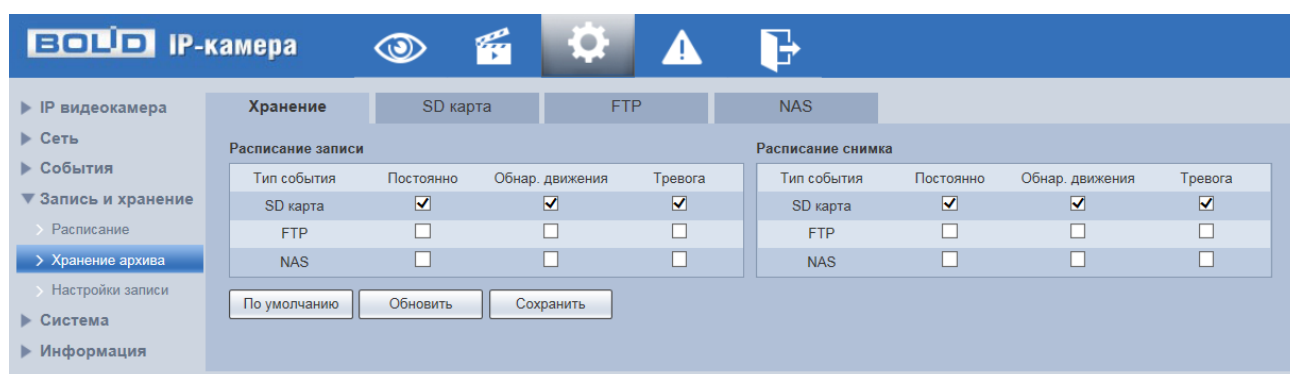 BOLID IP-камера
IP видеокамера
Сеть
События
Запись и хранение
Расписание
Хранение архива
Настройки записи
Система
Информация
Хранение SD карта FTP NAS
Расписание записи
Тип события Постоянно Обнар. движения Тревога
SD карта
FTP
NAS
Расписание снимка
Тип события Постоянно Обнар. движения Тревога
SD карта
FTP
NAS
По умолчанию Обновить Сохранить